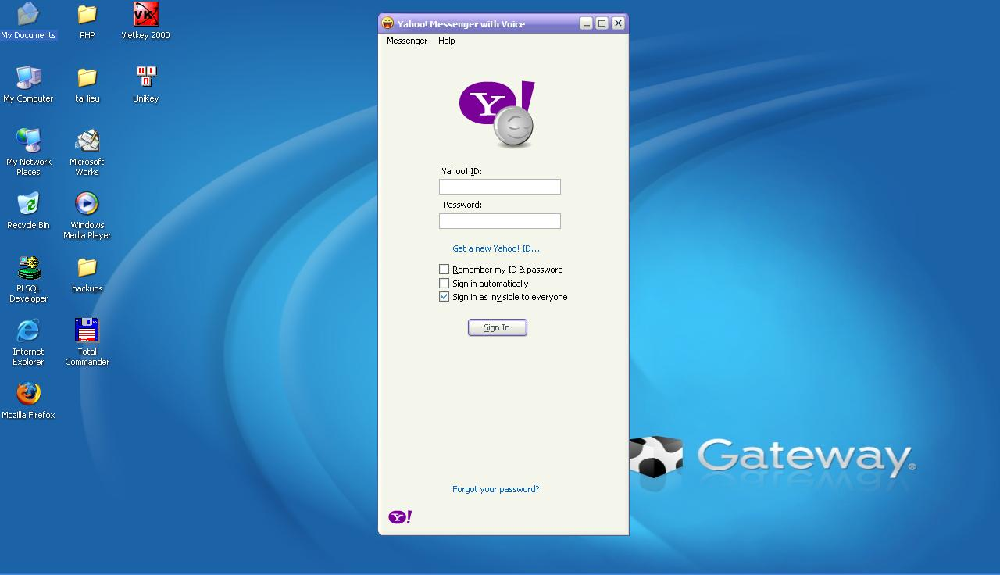 My Documents
PHP
Vietkey 2000
My Computer
tai lieu
UniKey
My Network
Places
Microsoft
Works
Recycle Bin
Windows
Media Player
PLSQL
Developer
backups
Internet
Explorer
Total
Commander
Mozilla Firefox
VK
u i
n
Yahoo! Messenger with Voice
Messenger Help
Y!
Yahoo! ID:
Password:
Get a new Yahoo! ID...
Remember my ID & password
Sign in automatically
Sign in as invisible to everyone
Sign In
Forgot your password?
Y!
Gateway®